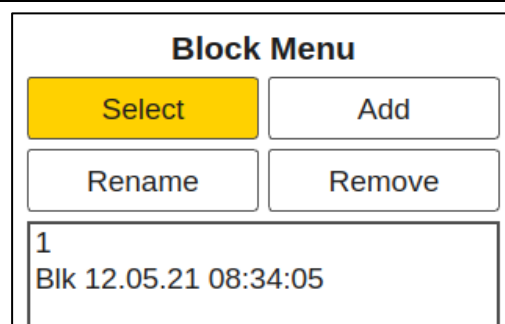 Block Menu
Select
Add
Rename
Remove
1
Blk 12.05.21 08:34:05